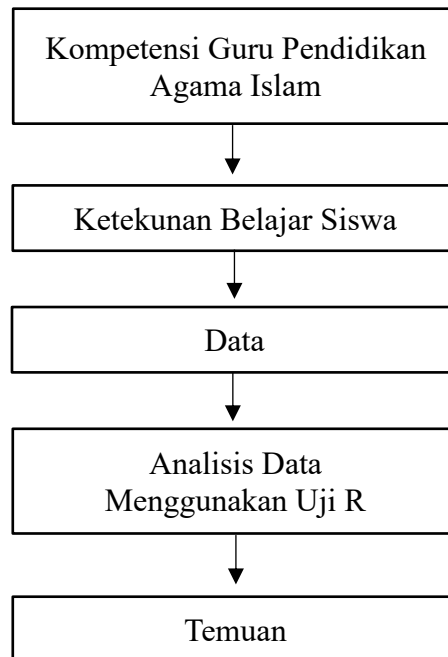 Kompetensi Guru Pendidikan
Agama Islam
Ketekunan Belajar Siswa
Data
Analisis Data
Menggunakan Uji R
Temuan